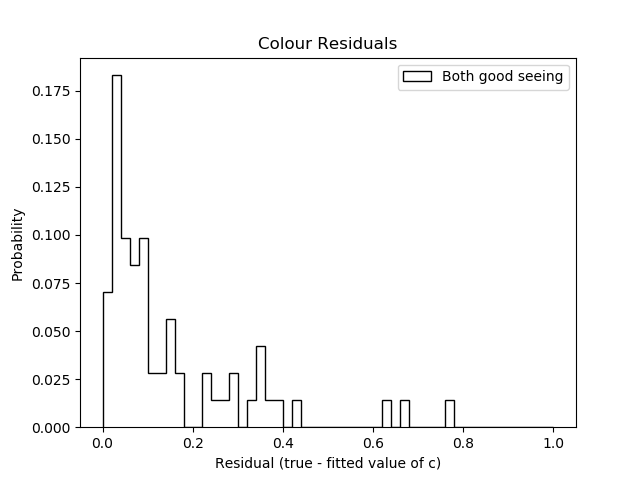 Colour Residuals
Both good seeing
Probability
0.175
0.150
0.125
0.100
0.075
0.050
0.025
0.000
0.0 0.2 0.4 0.6 0.8 1.0
Residual (true - fitted value of c)